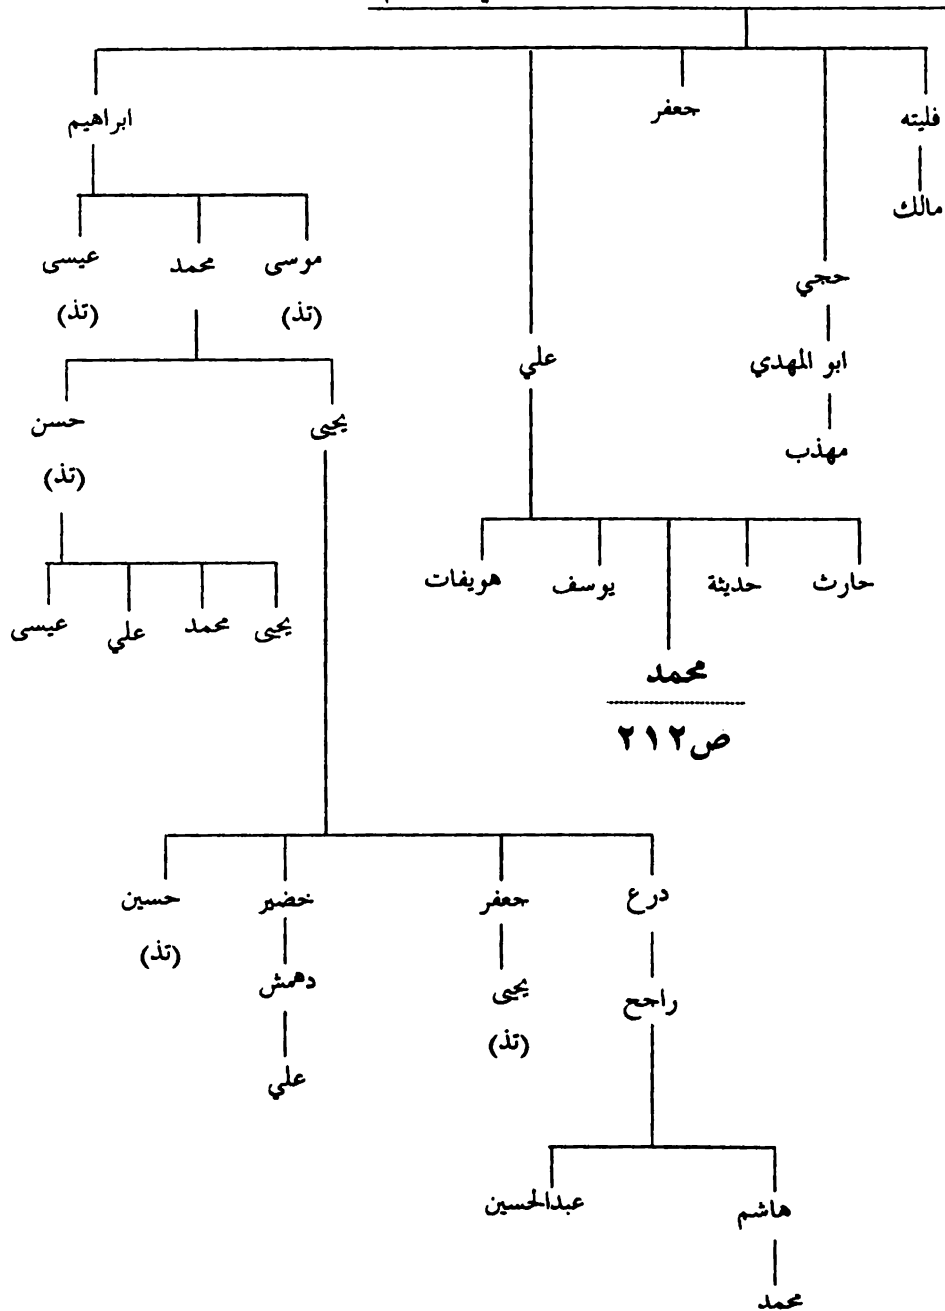 فليته
جعفر
ابراهيم
مالك
حجي
موسى
محمد
عيسى
(تذ)
(تذ)
ابو المهدي
علي
يحيى
حسن
مهذب
(تذ)
حارث
حديثة
يوسف
هويفات
يحيى
محمد
علي
عيسى
محمد
ص٢١٢
درع
جعفر
خضير
حسين
(تذ)
راجح
يحيى
دهمش
(تذ)
علي
هاشم
عبدالحسين
محمد